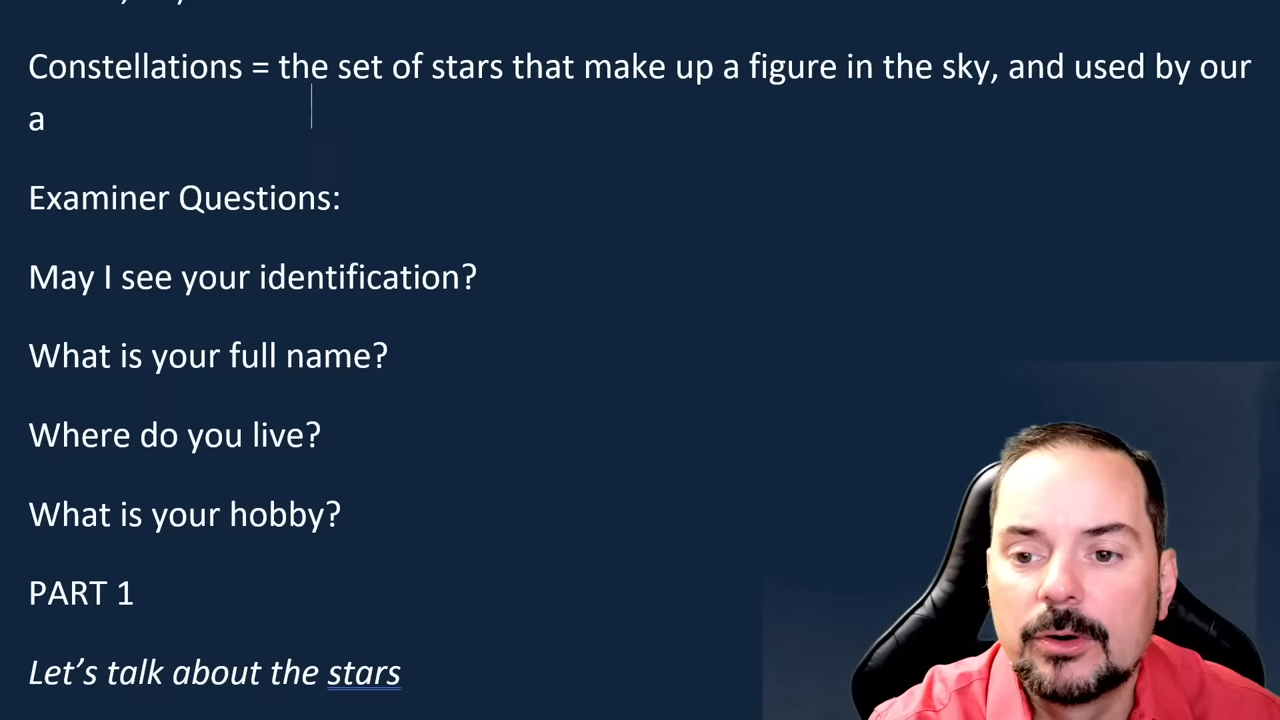 Constellations = the set of stars that make up a figure in the sky, and used by our
a
Examiner Questions:
May I see your identification?
What is your full name?
Where do you live?
What is your hobby?
PART 1
Let’s talk about the stars